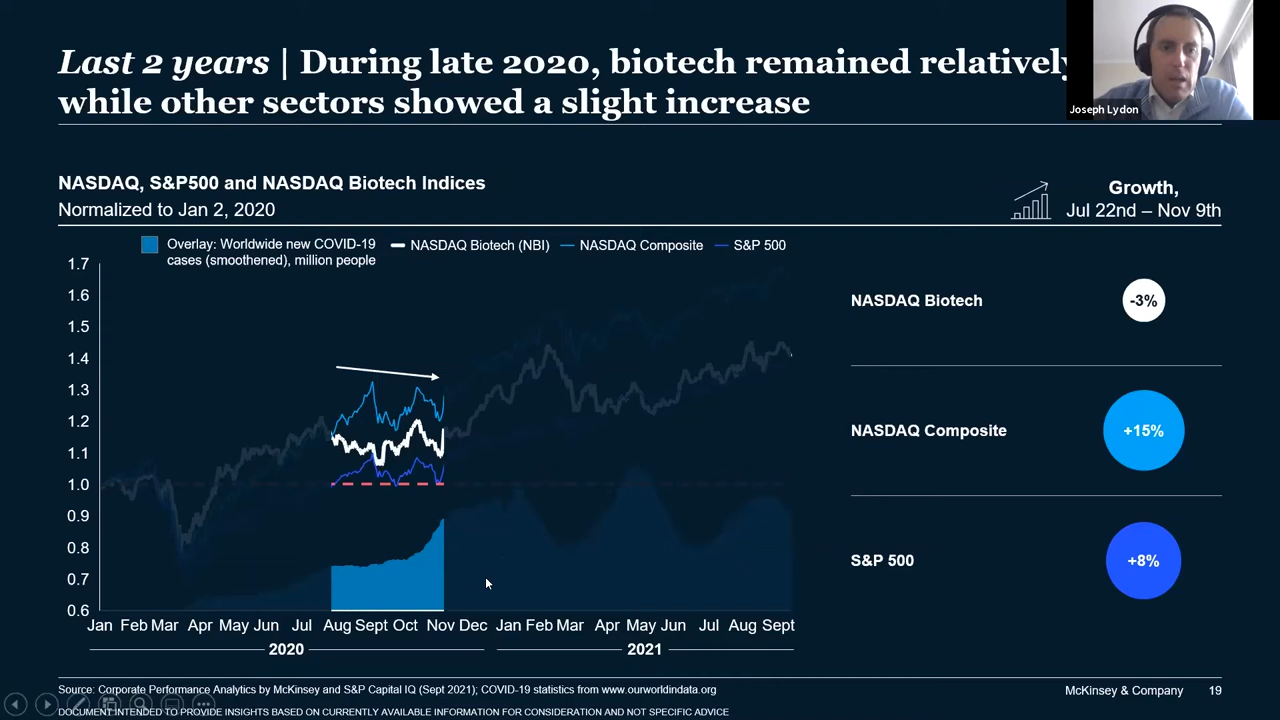 Last 2 years | During late 2020, biotech remained relatively
while other sectors showed a slight increase
Joseph Lydon
NASDAQ, S&P500 and NASDAQ Biotech Indices
Normalized to Jan 2, 2020
Growth,
Jul 22nd – Nov 9th
Overlay: Worldwide new COVID-19
cases (smoothened), million people
NASDAQ Biotech (NBI)
NASDAQ Composite
S&P 500
1.7
1.6
1.5
1.4
1.3
1.2
1.1
1.0
0.9
0.8
0.7
0.6
Jan Feb Mar Apr May Jun Jul Aug Sept Oct Nov Dec Jan Feb Mar Apr May Jun Jul Aug Sept
2020
2021
NASDAQ Biotech
-3%
NASDAQ Composite
+15%
S&P 500
+8%
Source: Corporate Performance Analytics by McKinsey and S&P Capital IQ (Sept 2021); COVID-19 statistics from www.ourworldindata.org
McKinsey & Company
19
DOCUMENT INTENDED TO PROVIDE INSIGHTS BASED ON CURRENTLY AVAILABLE INFORMATION FOR CONSIDERATION AND NOT SPECIFIC ADVICE